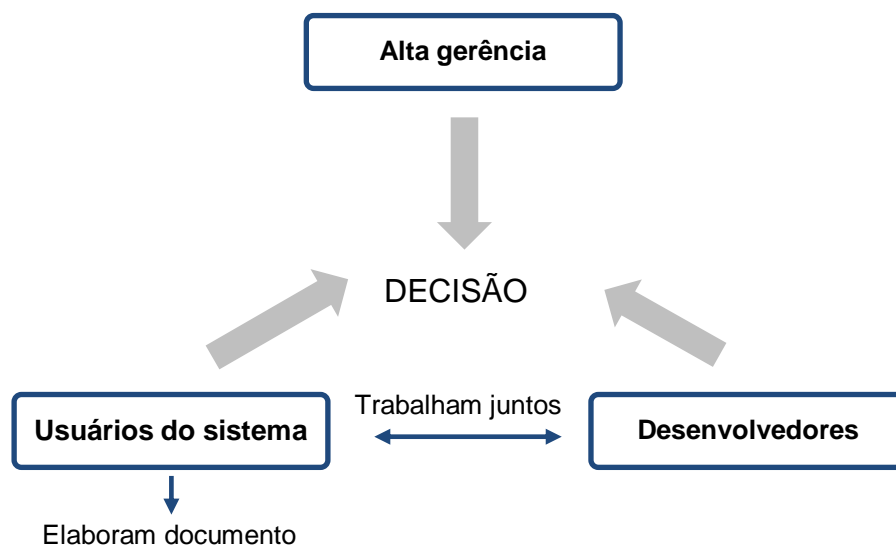 Alta gerência
DECISÃO
Trabalham juntos
Usuários do sistema
Desenvolvedores
Elaboram documento